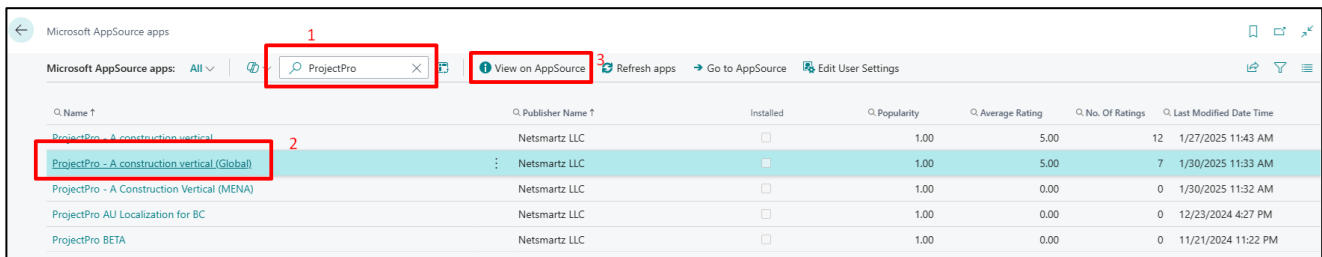 Microsoft AppSource apps
1
Microsoft AppSource apps: All ProjectPro View on AppSource 3 Refresh apps Go to AppSource Edit User Settings
Name ↑ Publisher Name ↑ Installed Popularity Average Rating No. Of Ratings Last Modified Date Time
ProjectPro - A construction vertical Netsmartz LLC 1.00 5.00 12 1/27/2025 11:43 AM
2
ProjectPro - A construction vertical (Global) Netsmartz LLC 1.00 5.00 7 1/30/2025 11:33 AM
ProjectPro - A Construction Vertical (MENA) Netsmartz LLC 1.00 0.00 0 1/30/2025 11:32 AM
ProjectPro AU Localization for BC Netsmartz LLC 1.00 0.00 0 12/23/2024 4:27 PM
ProjectPro BETA Netsmartz LLC 1.00 0.00 0 11/21/2024 11:22 PM